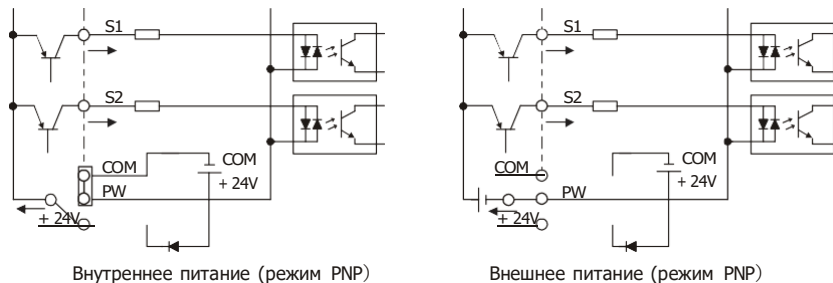 S1
S2
COM
COM
+ 24V
PW
+ 24V
Внутреннее питание (режим PNP)
S1
S2
COM
COM
+ 24V
PW
+ 24V
Внешнее питание (режим PNP)